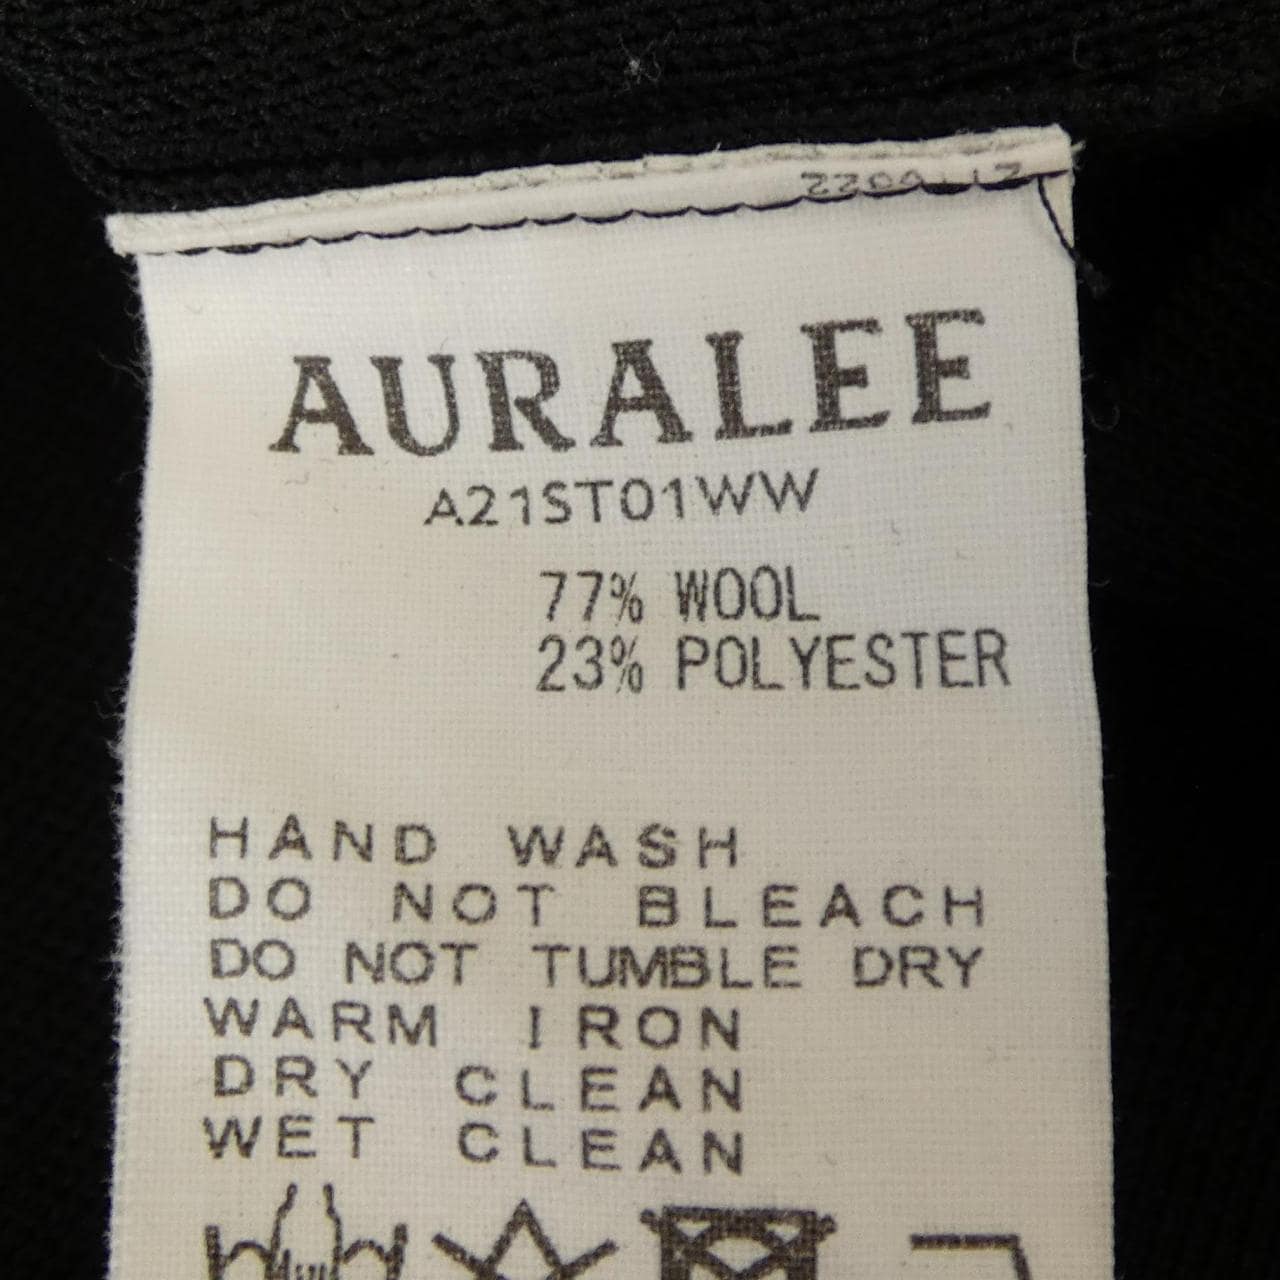 AURALEE
A21ST01WW
77% WOOL
23% POLYESTER
HAND WASH
DO NOT BLEACH
DO NOT TUMBLE DRY
WARM IRON
DRY CLEAN
WET CLEAN